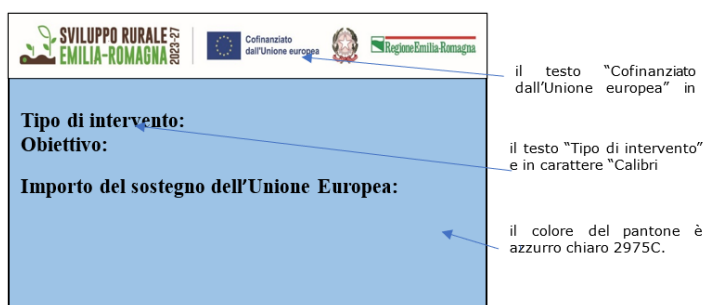 SVILUPPO RURALE
EMILIA-ROMAGNA
2023-27
Cofinanziato
dall'Unione europea
RegioneEmilia-Romagna
il testo “Cofinanziato
dall’Unione europea” in
Tipo di intervento:
Obiettivo:
il testo “Tipo di intervento”
e in carattere “Calibri
Importo del sostegno dell’Unione Europea:
il colore del pantone è
azzurro chiaro 2975C.